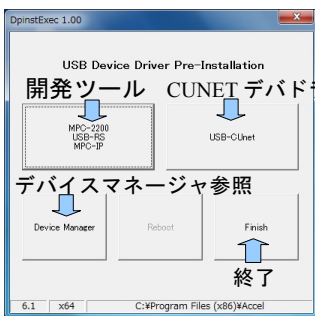 DpinstExec 1.00
USB Device Driver Pre-Installation
開発ツール
CUNET デバド
MPC-2200
USB-RS
MPC-IP
USB-CUnet
デバイスマネージャ参照
Device Manager
Reboot
Finish
終了
6.1
x64
C:¥Program Files (x86)¥Accel